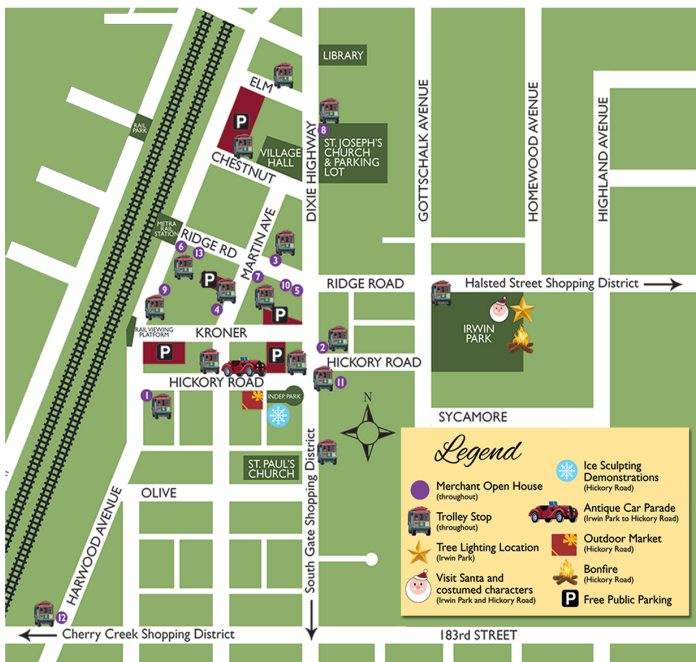 LIBRARY
ELM
P
RAIL
PARK
8
ST. JOSEPH'S
CHURCH
& PARKING
LOT
VILLAGE
HALL
CHESTNUT
DIXIE HIGHWAY
GOTTSCHALK AVENUE
HOMEWOOD AVENUE
HIGHLAND AVENUE
METRA
RAIL
STATION
RIDGE RD
MARTIN AVE
6
13
3
7
10
5
9
P
4
P
RIDGE ROAD
Halsted Street Shopping District
IRWIN
PARK
RAIL VIEWING
PLATFORM
KRONER
2
P
P
HICKORY ROAD
HICKORY ROAD
11
1
INDEP. PARK
N
SYCAMORE
ST. PAUL'S
CHURCH
OLIVE
HARWOOD AVENUE
South Gate Shopping District
12
Cherry Creek Shopping District
183rd STREET
Legend
Merchant Open House
(throughout)
Trolley Stop
(throughout)
Tree Lighting Location
(Irwin Park)
Visit Santa and
costumed characters
(Irwin Park and Hickory Road)
Ice Sculpting
Demonstrations
(Hickory Road)
Antique Car Parade
(Irwin Park to Hickory Road)
Outdoor Market
(Hickory Road)
Bonfire
(Hickory Road)
P Free Public Parking